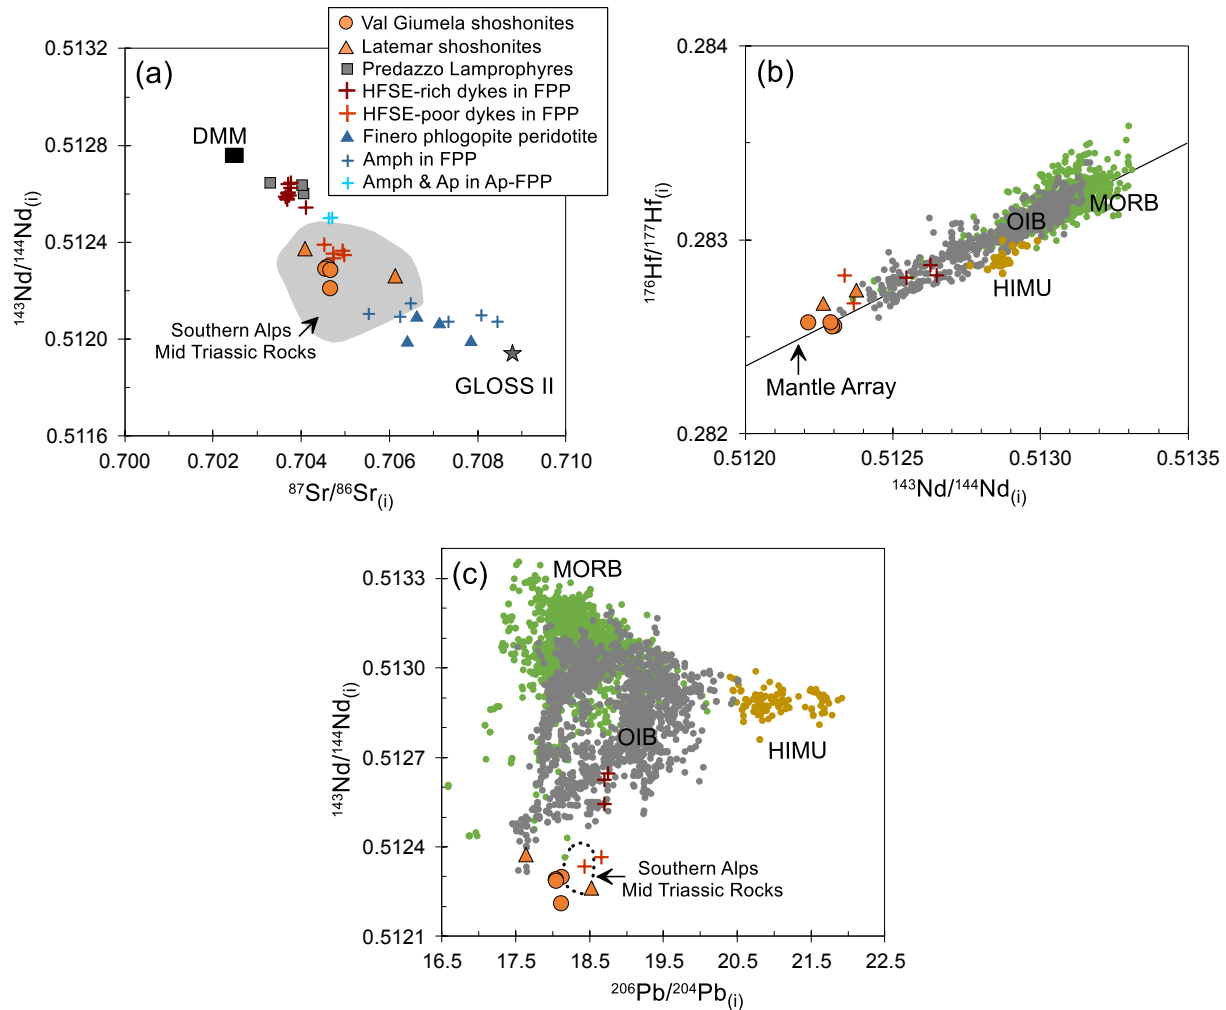 (a)
Val Giumela shoshonites
Latemar shoshonites
Predazzo Lamprophyres
HFSE-rich dykes in FPP
HFSE-poor dykes in FPP
Finero phlogopite peridotite
Amph in FPP
Amph & Ap in Ap-FPP
0.5132
0.5128
0.5124
0.5120
0.5116
143Nd/144Nd(i)
DMM
Southern Alps
Mid Triassic Rocks
GLOSS II
0.700
0.702
0.704
0.706
0.708
0.710
87Sr/86Sr(i)
(b)
0.284
0.283
0.282
176Hf/177Hf(i)
MORB
OIB
HIMU
Mantle Array
0.5120
0.5125
0.5130
0.5135
143Nd/144Nd(i)
(c)
0.5133
0.5130
0.5127
0.5124
0.5121
143Nd/144Nd(i)
MORB
OIB
HIMU
Southern Alps
Mid Triassic Rocks
16.5
17.5
18.5
19.5
20.5
21.5
22.5
206Pb/204Pb(i)